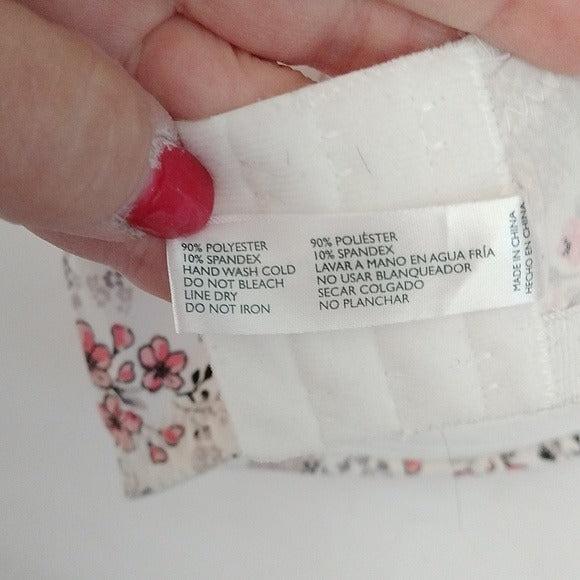 90% POLYESTER
10% SPANDEX
HAND WASH COLD
DO NOT BLEACH
LINE DRY
DO NOT IRON
90% POLIÉSTER
10% SPANDEX
LAVAR A MANO EN AGUA FRÍA
NO USAR BLANQUEADOR
SECAR COLGADO
NO PLANCHAR
MADE IN CHINA
HECHO EN CHINA